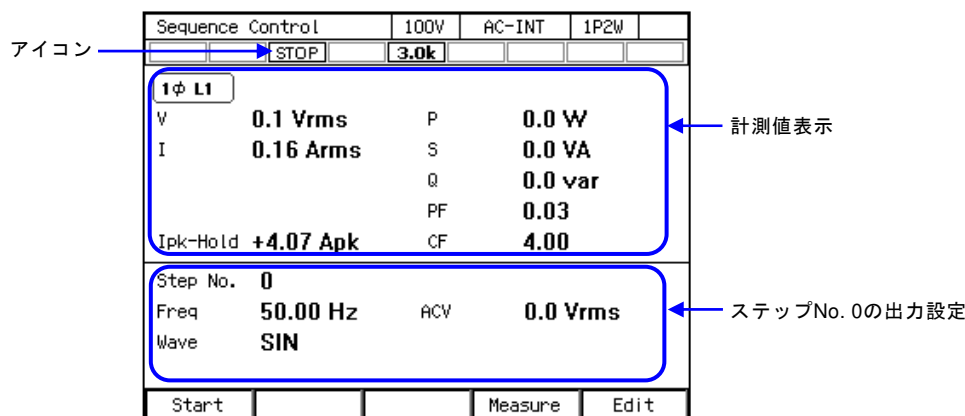 Sequence Control 100V AC-INT 1P2W
アイコン STOP 3.0k
1φ L1
V 0.1 Vrms P 0.0 W
計測値表示
I 0.16 Arms S 0.0 VA
Q 0.0 var
PF 0.03
Ipk-Hold +4.07 Apk CF 4.00
Step No. 0
Freq 50.00 Hz ACV 0.0 Vrms
ステップNo. 0の出力設定
Wave SIN
Start Measure Edit